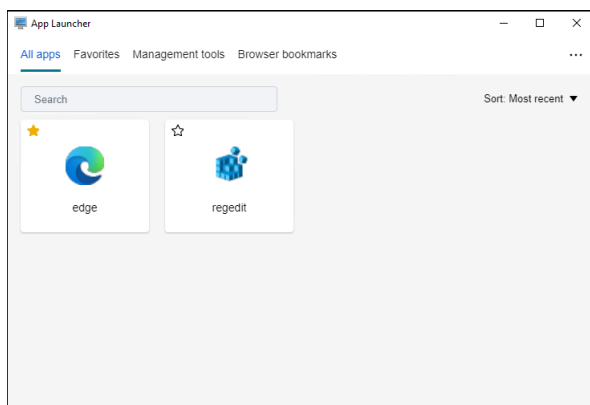 App Launcher
All apps Favorites Management tools Browser bookmarks
Search Sort: Most recent
edge regedit